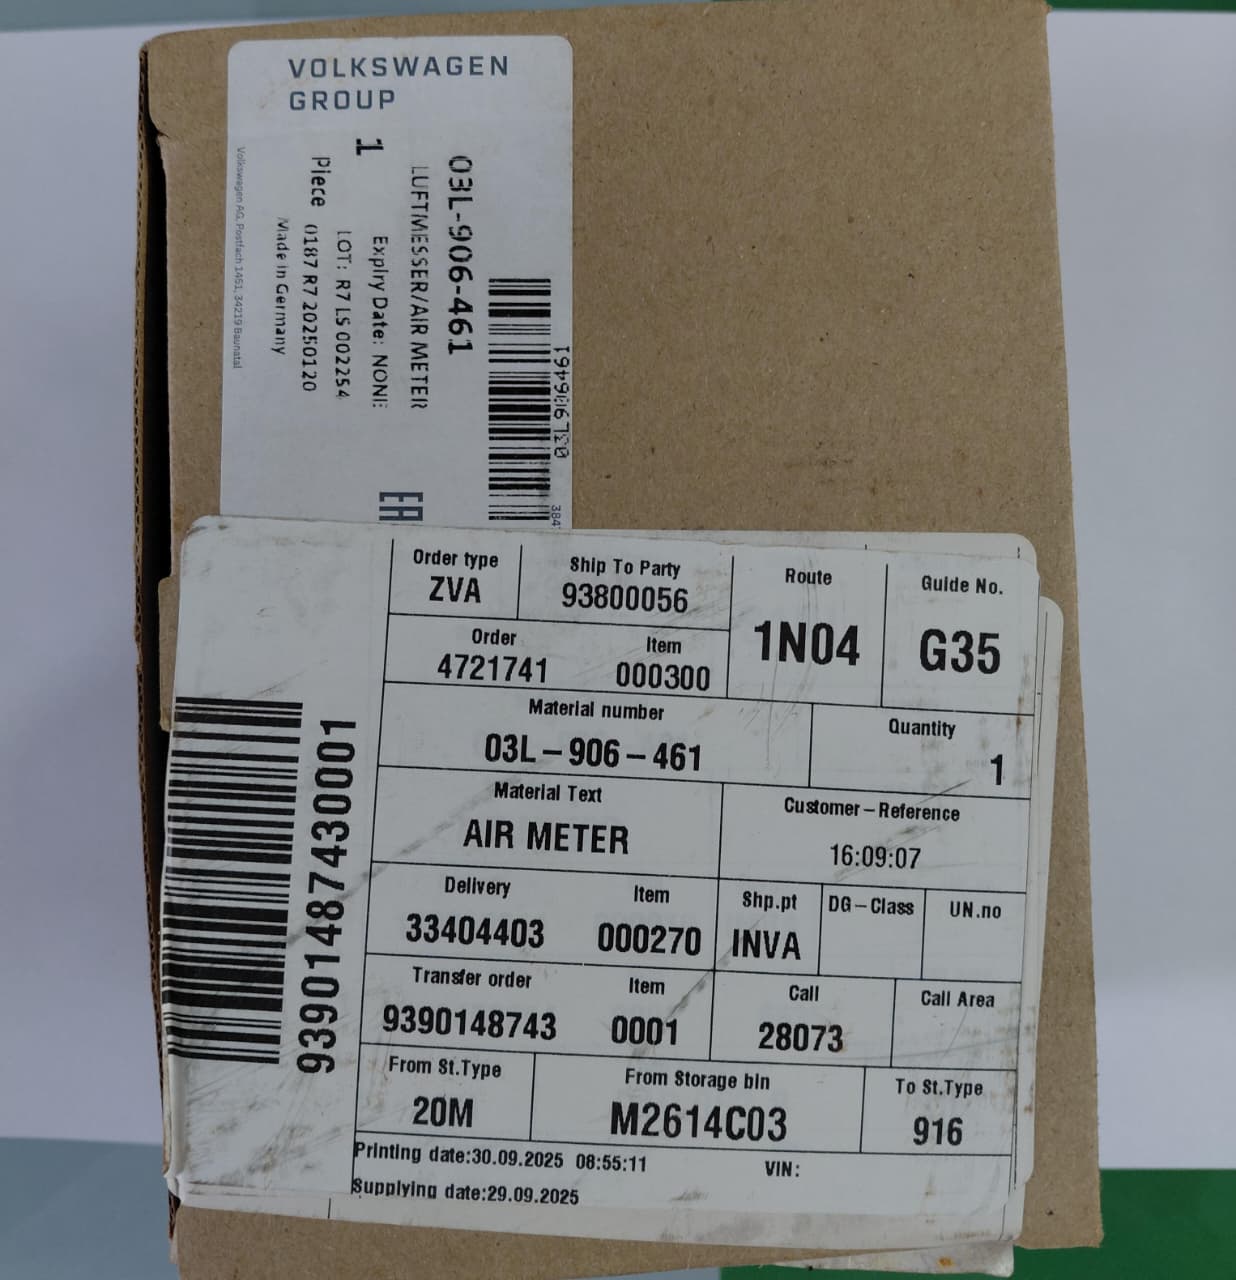 VOLKSWAGEN
GROUP
03L906461
03L-906-461
LUFTMESSER/AIR METER
1
Expiry Date: NONE
LOT: R7 LS 002254
Piece 0187 R7 20250120
Made in Germany
Volkswagen AG, Postfach 1461, 34219 Baunatal
EAC
384
Order type
ZVA
Ship To Party
93800056
Route
1N04
Guide No.
G35
Order
4721741
Item
000300
Material number
03L-906-461
Quantity
1
Material Text
AIR METER
Customer-Reference
16:09:07
Delivery
33404403
Item
000270
Shp.pt
INVA
DG-Class
UN.no
Transfer order
9390148743
Item
0001
Call
28073
Call Area
From St.Type
20M
From Storage bin
M2614C03
To St.Type
916
Printing date:30.09.2025 08:55:11
VIN:
Supplying date:29.09.2025
93901487430001